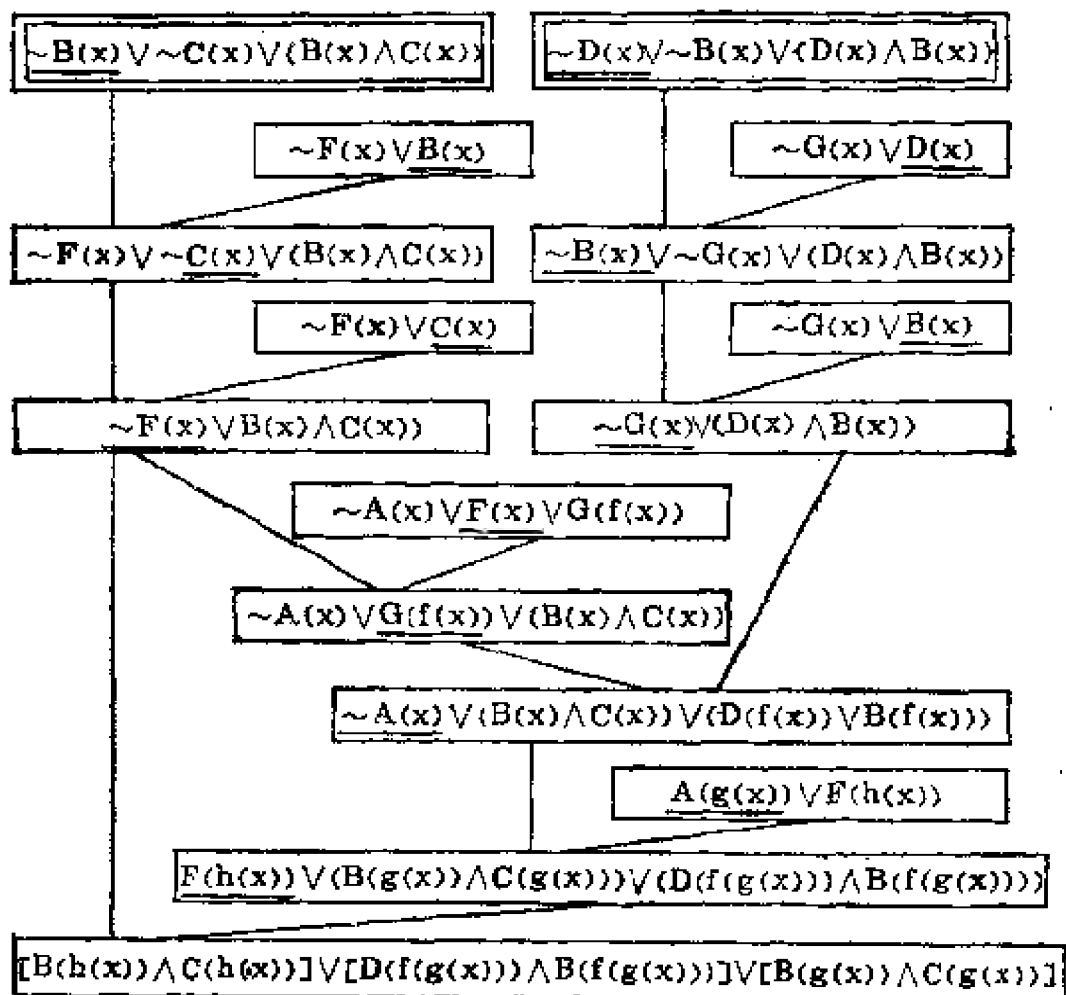 ~B(x)∨~C(x)∨(B(x)∧C(x))
~D(x)∨~B(x)∨(D(x)∧B(x))
~F(x)∨B(x)
~G(x)∨D(x)
~F(x)∨~C(x)∨(B(x)∧C(x))
~B(x)∨~G(x)∨(D(x)∧B(x))
~F(x)∨C(x)
~G(x)∨B(x)
~F(x)∨B(x)∧C(x))
~G(x)∨(D(x)∧B(x))
~A(x)∨F(x)∨G(f(x))
~A(x)∨G(f(x))∨(B(x)∧C(x))
~A(x)∨(B(x)∧C(x))∨(D(f(x))∨B(f(x)))
A(g(x))∨F(h(x))
F(h(x))∨(B(g(x))∧C(g(x)))∨(D(f(g(x)))∧B(f(g(x))))
[B(h(x))∧C(h(x))]∨[D(f(g(x)))∧B(f(g(x)))]∨[B(g(x))∧C(g(x))]